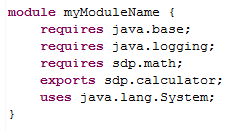 module myModuleName {
    requires java.base;
    requires java.logging;
    requires sdp.math;
    exports sdp.calculator;
    uses java.lang.System;
}